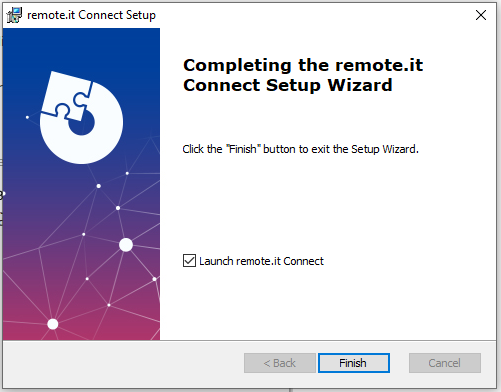 remote.it Connect Setup
Completing the remote.it
Connect Setup Wizard
Click the "Finish" button to exit the Setup Wizard.
Launch remote.it Connect
< Back
Finish
Cancel